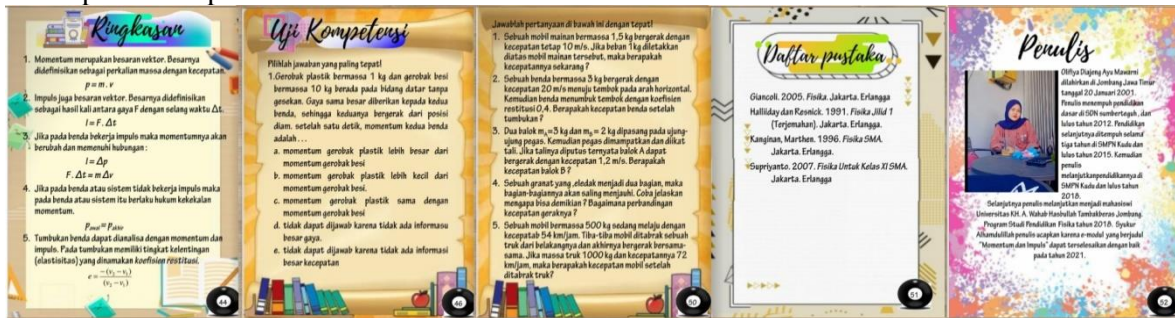 Ringkasan
1. Momentum merupakan besaran vektor. Besarnya
didefinisikan sebagai perkalian massa dengan kecepatan.
p = m . v
2. Impuls juga besaran vektor. Besarnya didefinisikan
sebagai hasil kali antara gaya F dengan selang waktu Δt.
I = F. Δt
3. Jika pada benda bekerja impuls maka momentumnya akan
berubah dan memenuhi hubungan :
I = Δp
F. Δt = m Δv
4. Jika pada benda atau sistem tidak bekerja impuls maka
pada benda atau sistem itu berlaku hukum kekekalan
momentum.
5. Tumbukan benda dapat dianalisa dengan momentum dan
impuls. Pada tumbukan memiliki tingkat kelentingan
(elastisitas) yang dinamakan koefisien restitusi.
44
Uji Kompetensi
Pilihlah jawaban yang paling tepat!
1.Gerobak plastik bermassa 1 kg dan gerobak besi
bermassa 10 kg berada pada bidang datar tanpa
gesekan. Gaya sama besar diberikan kepada kedua
benda, sehingga keduanya bergerak dari posisi
diam. setelah satu detik, momentum kedua benda
adalah . . .
a. momentum gerobak plastik lebih besar dari
momentum gerobak besi
b. momentum gerobak plastik lebih kecil dari
momentum gerobak besi.
c. momentum gerobak plastik sama dengan
momentum gerobak besi
d. tidak dapat dijawab karena tidak ada informasu
besar gaya.
e. tidak dapat dijawab karena tidak ada informasi
besar kecepatan
46
Jawablah pertanyaan di bawah ini dengan tepat!
1. Sebuah mobil mainan bermassa 1,5 kg bergerak dengan
kecepatan tetap 10 m/s. Jika beban 1kg diletakkan
diatas mobil mainan tersebut, maka berapakah
kecepatannya sekarang ?
2. Sebuah benda bermassa 3 kg bergerak dengan
kecepatan 20 m/s menuju tembok pada arah horizontal.
Kemudian benda menumbuk tembok dengan koefisien
restitusi 0,4. Berapakah kecepatan benda setelah
tumbukan ?
3. Dua balok mA=3 kg dan mB = 2 kg dipasang pada ujung-
ujung pegas. Kemudian pegas dimampatkan dan diikat
tali. Jika talinya diputus ternyata balok A dapat
bergerak dengan kecepatan 1,2 m/s. Berapakah
kecepatan balok B ?
4. Sebuah granat yang ,eledak menjadi dua bagian, maka
bagian-bagiannya akan saling menjauhi. Coba jelaskan
mengapa bisa demikian ? Bagaimana perbandingan
kecepatan geraknya ?
5. Sebuah mobil bermassa 500 kg sedang melaju dengan
kecepatab 54 km/jam. Tiba-tiba mobil ditabrak sebuah
truk dari belakangnya dan akhirnya bergerak bersama-
sama. Jika massa truk 1000 kg dan kecepatannya 72
km/jam, maka berapakah kecepatan mobil setelah
ditabrak truk?
50
Daftar pustaka
Giancoli. 2005. Fisika. Jakarta. Erlangga
Halliday dan Resnick. 1991. Fisika Jilid 1
(Terjemahan). Jakarta. Erlangga.
Kanginan, Marthen. 1996. Fisika SMA.
Jakarta. Erlangga.
Supriyanto. 2007. Fisika Untuk Kelas XI SMA.
Jakarta. Erlangga
51
Penulis
Olifiya Diajeng Ayu Mawarni
dilahirkan di Jombang Jawa Timur
tanggal 20 Januari 2001.
Penulis menempuh pendidikan
dasar di SDN sumbertagah , dan
lulus tahun 2012. Pendidikan
selanjutnya ditempuh selama
tiga tahun di SMPN Kudu dan
lulus tahun 2015. Kemudian
penulis
melanjutkanpendidikannya di
SMPN Kudu dan lulus tahun
2018.
Selanjutnya penulis melanjutkan menjadi mahasiswi
Universitas KH. A. Wahab Hasbullah Tambakberas Jombang.
Program Studi Pendidikan Fisika tahun 2018. Syukur
Alhamdulillah penulis ucapkan karena e-modul yang berjudul
"Momentum dan Impuls" dapat terselesaikan dengan baik
pada tahun 2021.
52